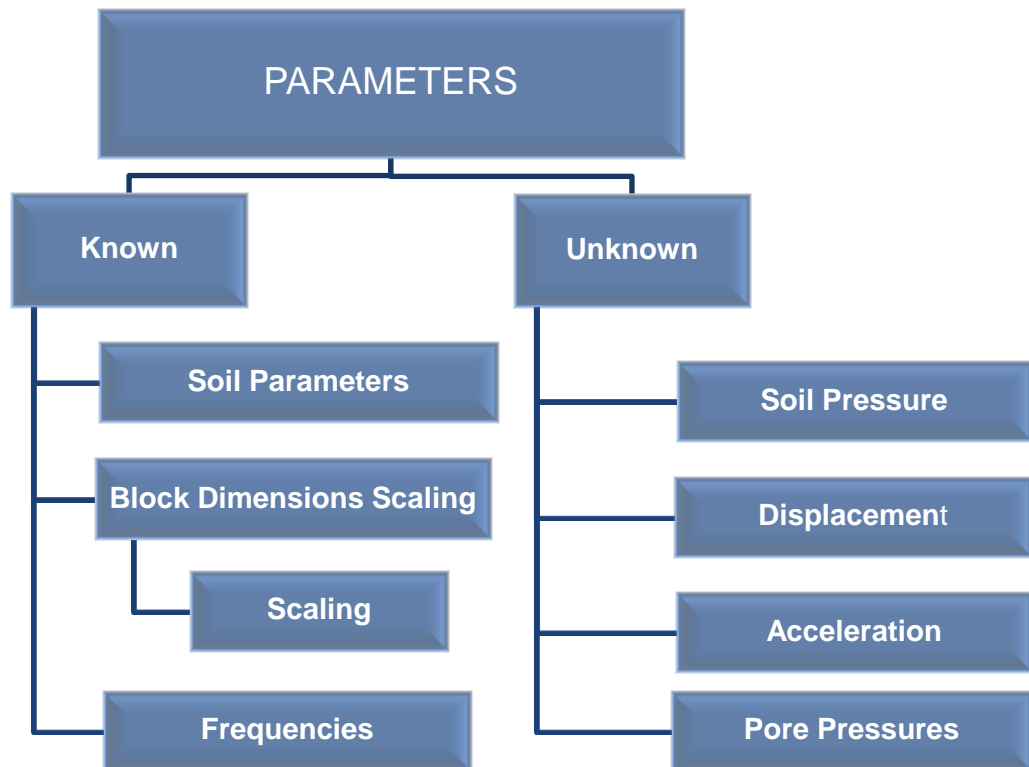 PARAMETERS
Known
Unknown
Soil Parameters
Block Dimensions Scaling
Scaling
Frequencies
Soil Pressure
Displacement
Acceleration
Pore Pressures